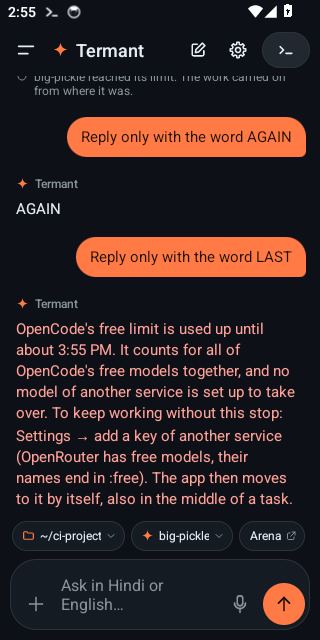 2:55
Termant
big-pickle reached its limit. The work carried on
from where it was.
Reply only with the word AGAIN
Termant
AGAIN
Reply only with the word LAST
Termant
OpenCode's free limit is used up until
about 3:55 PM. It counts for all of
OpenCode's free models together, and no
model of another service is set up to take
over. To keep working without this stop:
Settings → add a key of another service
(OpenRouter has free models, their
names end in :free). The app then moves
to it by itself, also in the middle of a task.
~/ci-project
big-pickle
Arena
Ask in Hindi or
English…